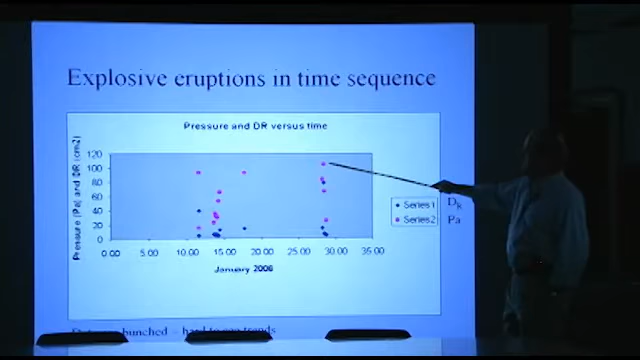 Explosive eruptions in time sequence
Pressure and DR versus time
Pressure (Pa) and DR (cm2)
120
100
80
60
40
20
0
0.00 5.00 10.00 15.00 20.00 25.00 30.00 35.00
January 2006
Series1 DR
Series2 Pa
bunched – hard to see trends